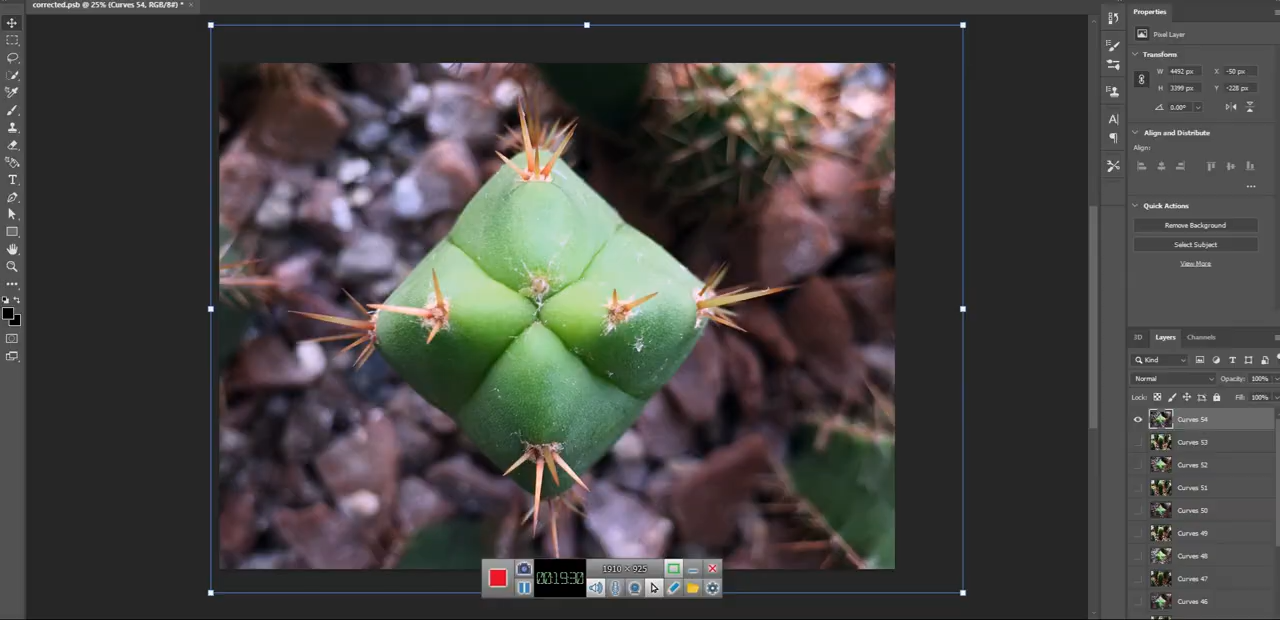 corrected.psb @ 25% (Curves 54, RGB/8#) *
Properties
Pixel Layer
Transforms
W 4492 px X -50 px
H 3399 px Y -228 px
0.00°
Align and Distribute
Align:
Quick Actions
Remove Background
Select Subject
View More
3D Layers Channels
Kind
Normal Opacity: 100%
Lock: Fill: 100%
Curves 54
Curves 53
Curves 52
Curves 51
Curves 50
Curves 49
Curves 48
Curves 47
Curves 46
00:19:30
1910 × 925